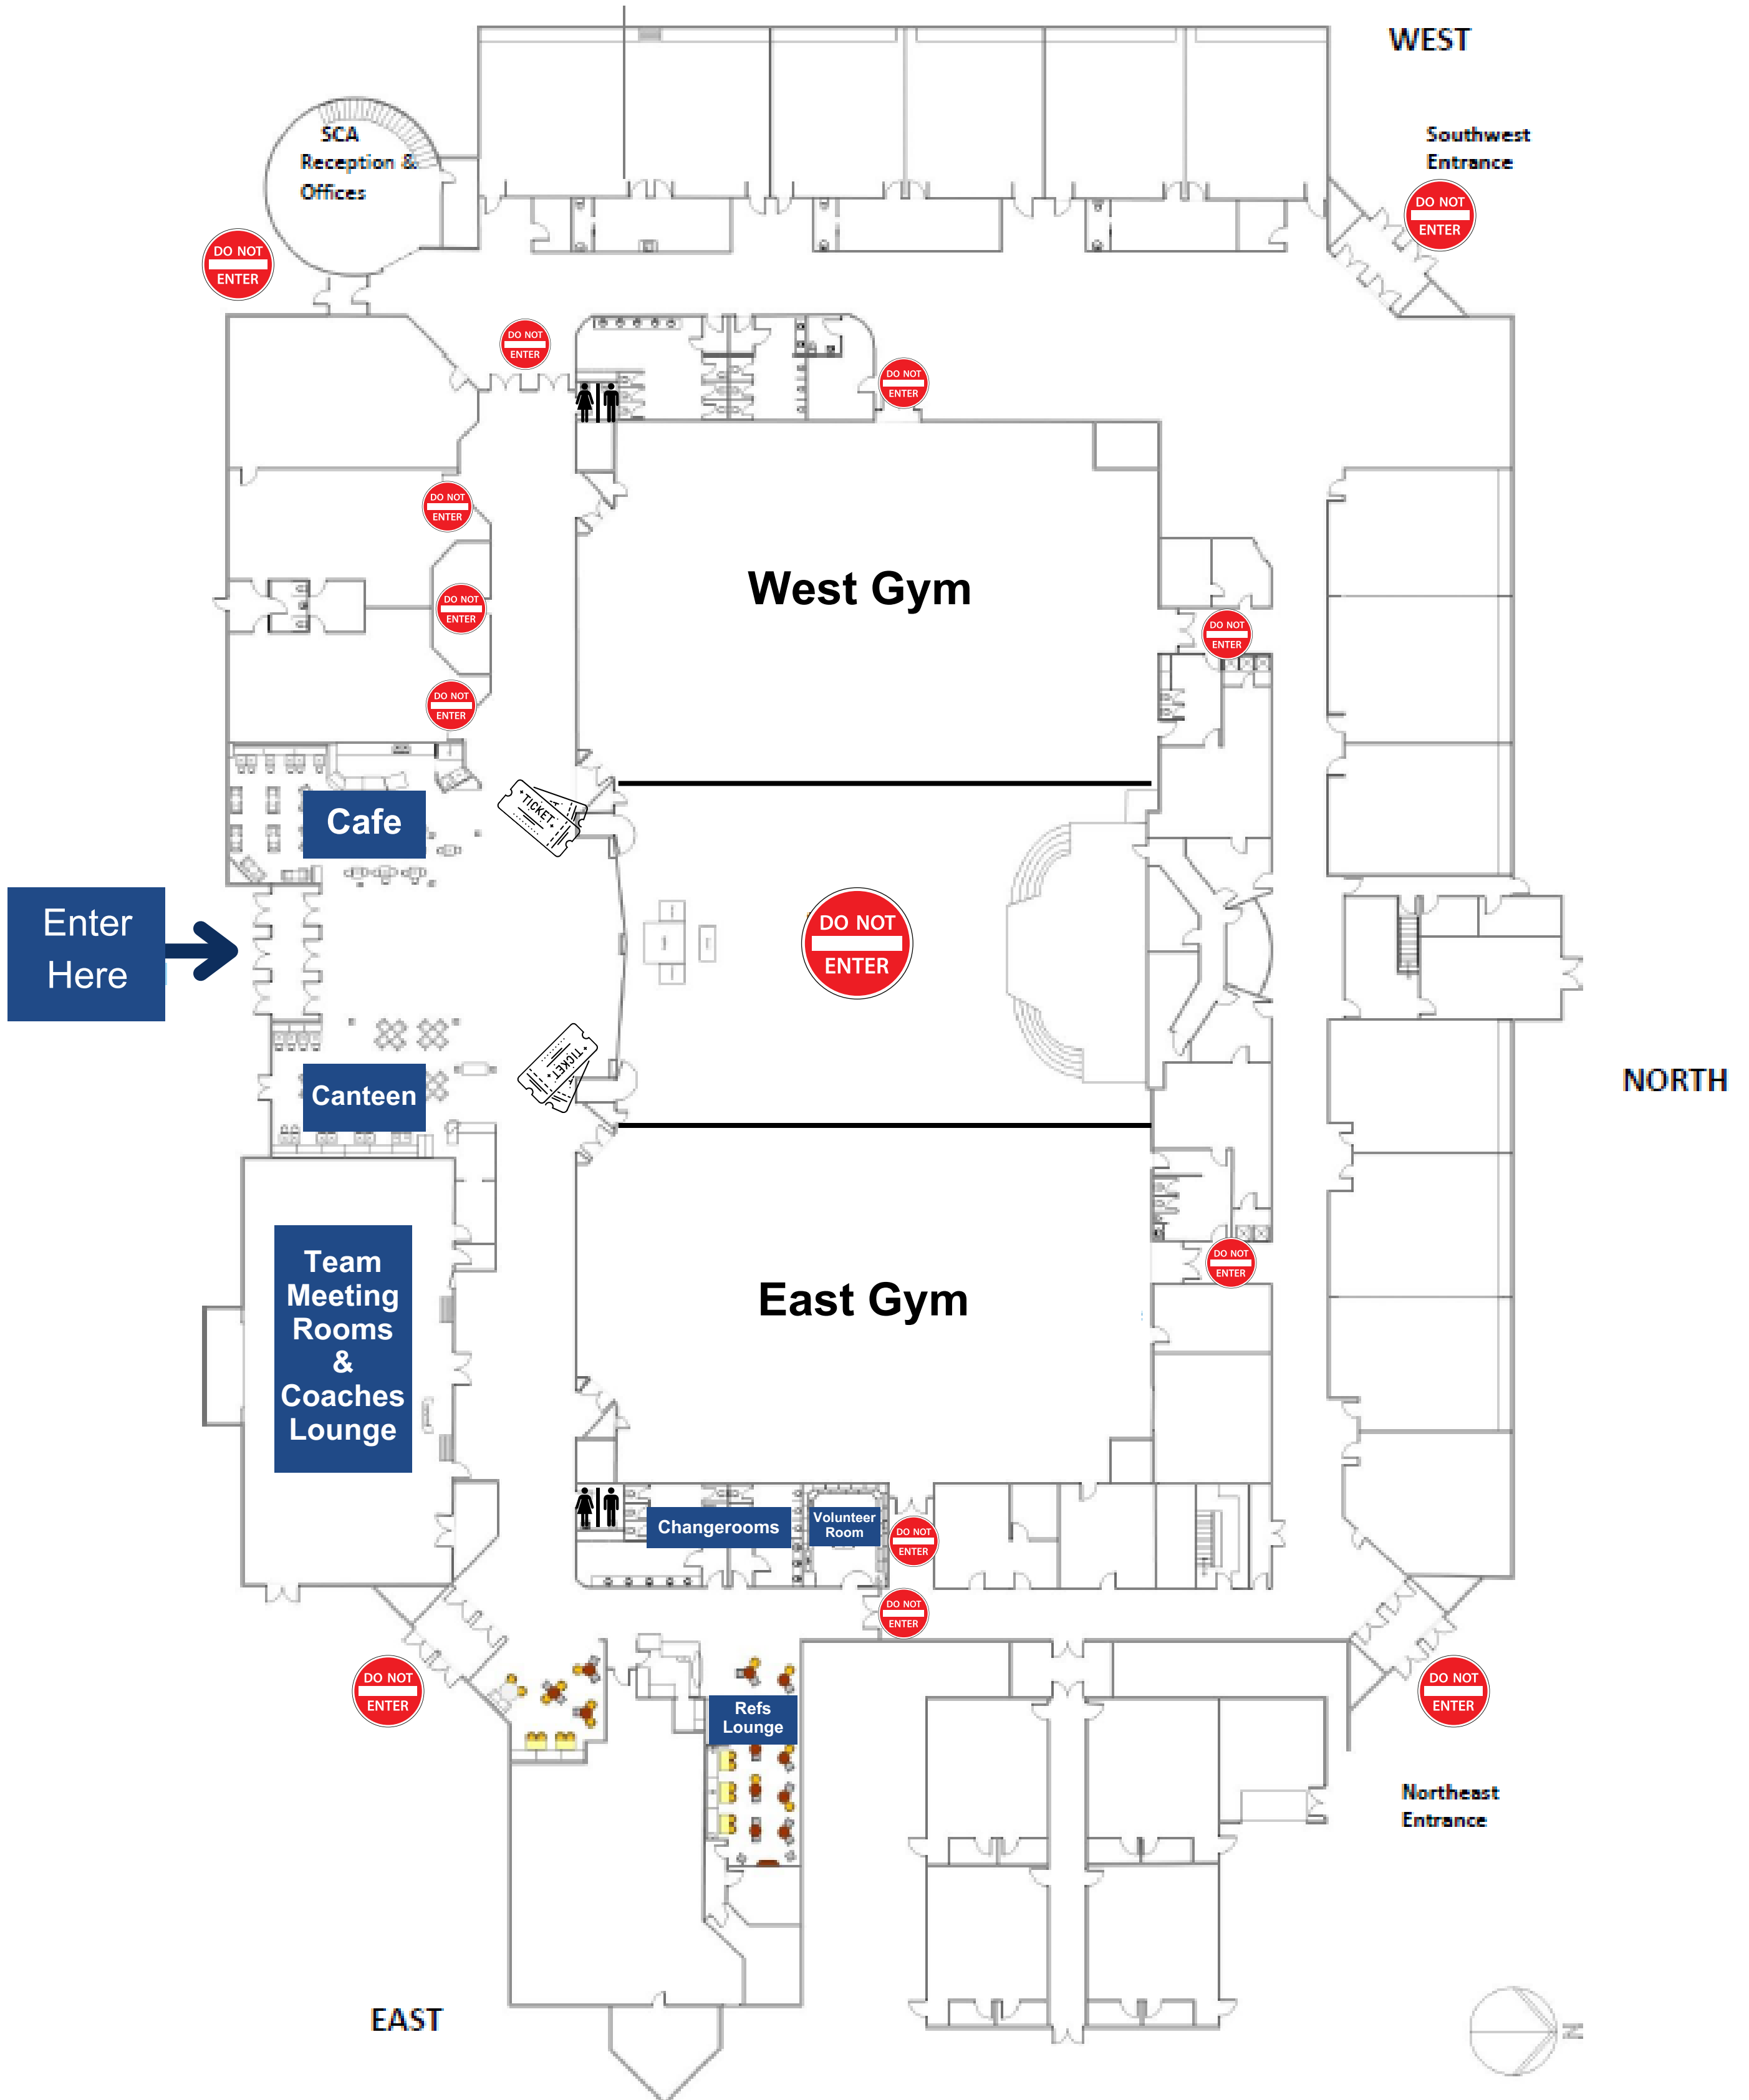 WEST
SCA
Reception &
Offices
Southwest
Entrance
DO NOT
ENTER
DO NOT
ENTER
DO NOT
ENTER
DO NOT
ENTER
DO NOT
ENTER
West Gym
DO NOT
ENTER
DO NOT
ENTER
DO NOT
ENTER
TICKET
Cafe
Enter
Here
DO NOT
ENTER
TICKET
Canteen
NORTH
Team
Meeting
Rooms
&
Coaches
Lounge
East Gym
DO NOT
ENTER
Changerooms
Volunteer
Room
DO NOT
ENTER
DO NOT
ENTER
DO NOT
ENTER
DO NOT
ENTER
Refs
Lounge
Northeast
Entrance
EAST
N